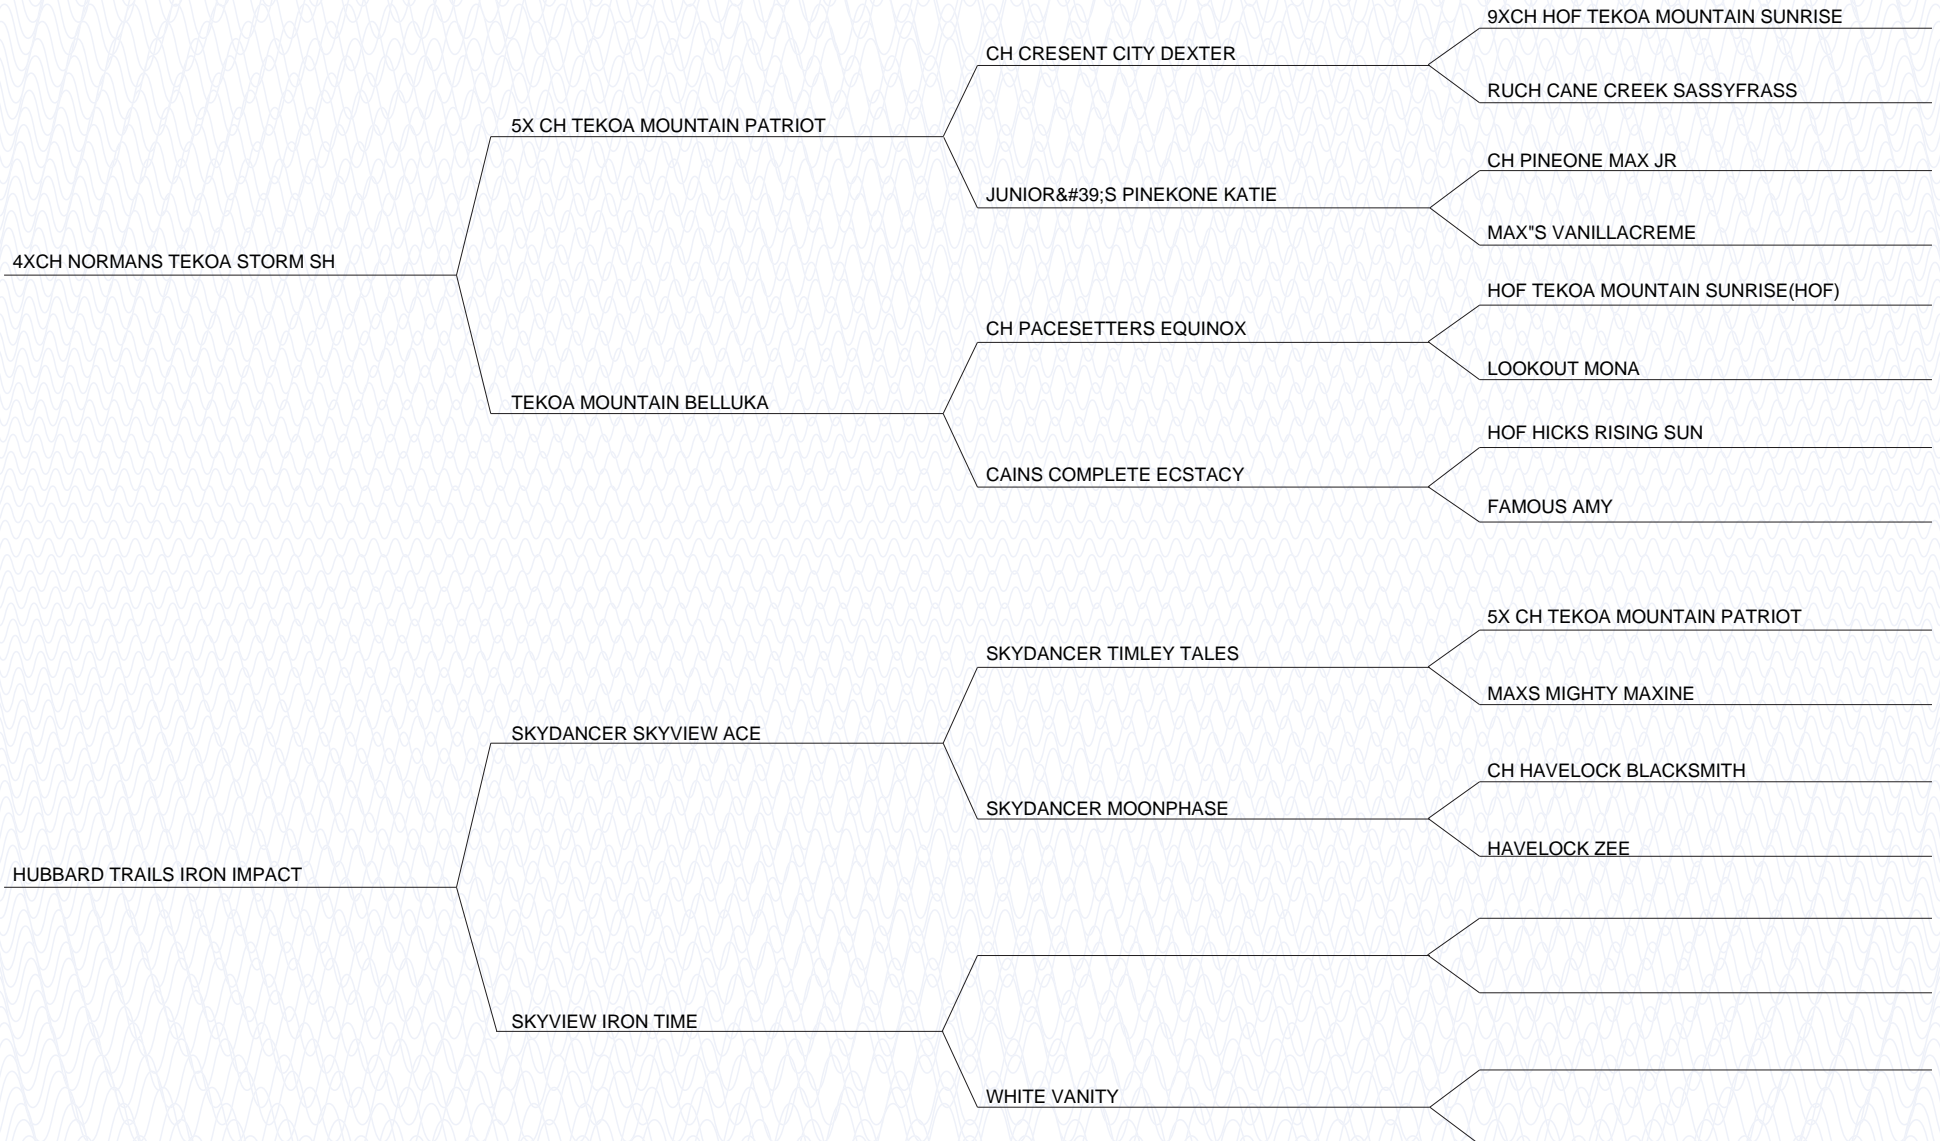 9XCH HOF TEKOA MOUNTAIN SUNRISE
CH CRESENT CITY DEXTER
RUCH CANE CREEK SASSYFRASS
5X CH TEKOA MOUNTAIN PATRIOT
CH PINEONE MAX JR
JUNIOR&#39;S PINEKONE KATIE
MAX"S VANILLACREME
4XCH NORMANS TEKOA STORM SH
HOF TEKOA MOUNTAIN SUNRISE(HOF)
CH PACESETTERS EQUINOX
LOOKOUT MONA
TEKOA MOUNTAIN BELLUKA
HOF HICKS RISING SUN
CAINS COMPLETE ECSTACY
FAMOUS AMY
5X CH TEKOA MOUNTAIN PATRIOT
SKYDANCER TIMLEY TALES
MAXS MIGHTY MAXINE
SKYDANCER SKYVIEW ACE
CH HAVELOCK BLACKSMITH
SKYDANCER MOONPHASE
HAVELOCK ZEE
HUBBARD TRAILS IRON IMPACT
SKYVIEW IRON TIME
WHITE VANITY